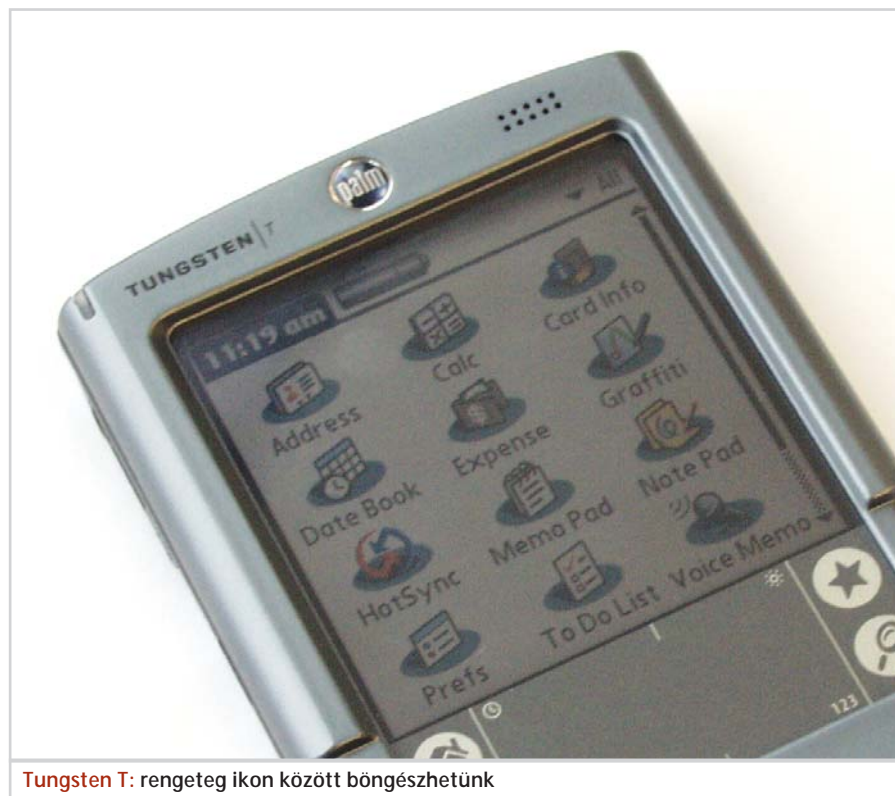 palm
TUNGSTEN|T
11:19 am
All
Address
Calc
Card Info
Date Book
Expense
Graffiti
HotSync
Memo Pad
Note Pad
Prefs
To Do List
Voice Memo
123
Tungsten T: rengeteg ikon között böngészhetünk